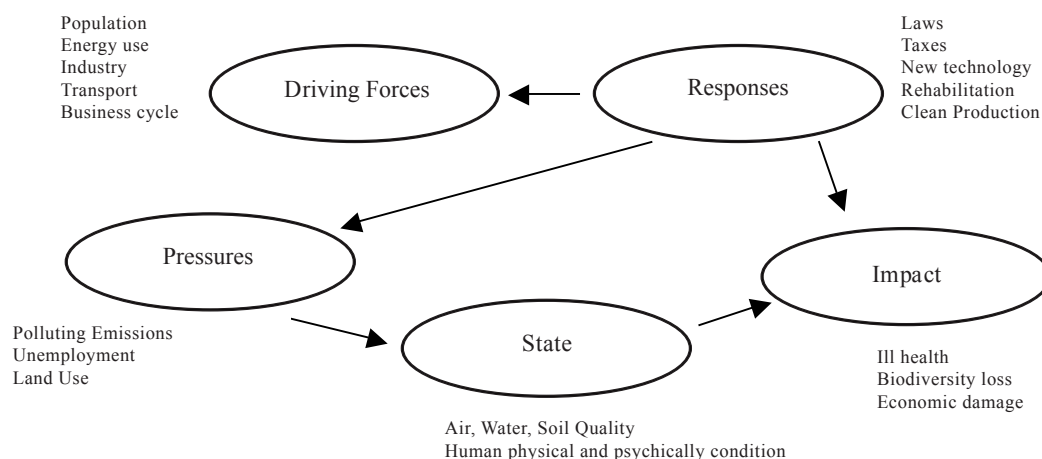 Population
Energy use
Industry
Transport
Business cycle
Driving Forces
Responses
Laws
Taxes
New technology
Rehabilitation
Clean Production
Pressures
Impact
Polluting Emissions
Unemployment
Land Use
State
Ill health
Biodiversity loss
Economic damage
Air, Water, Soil Quality
Human physical and psychically condition